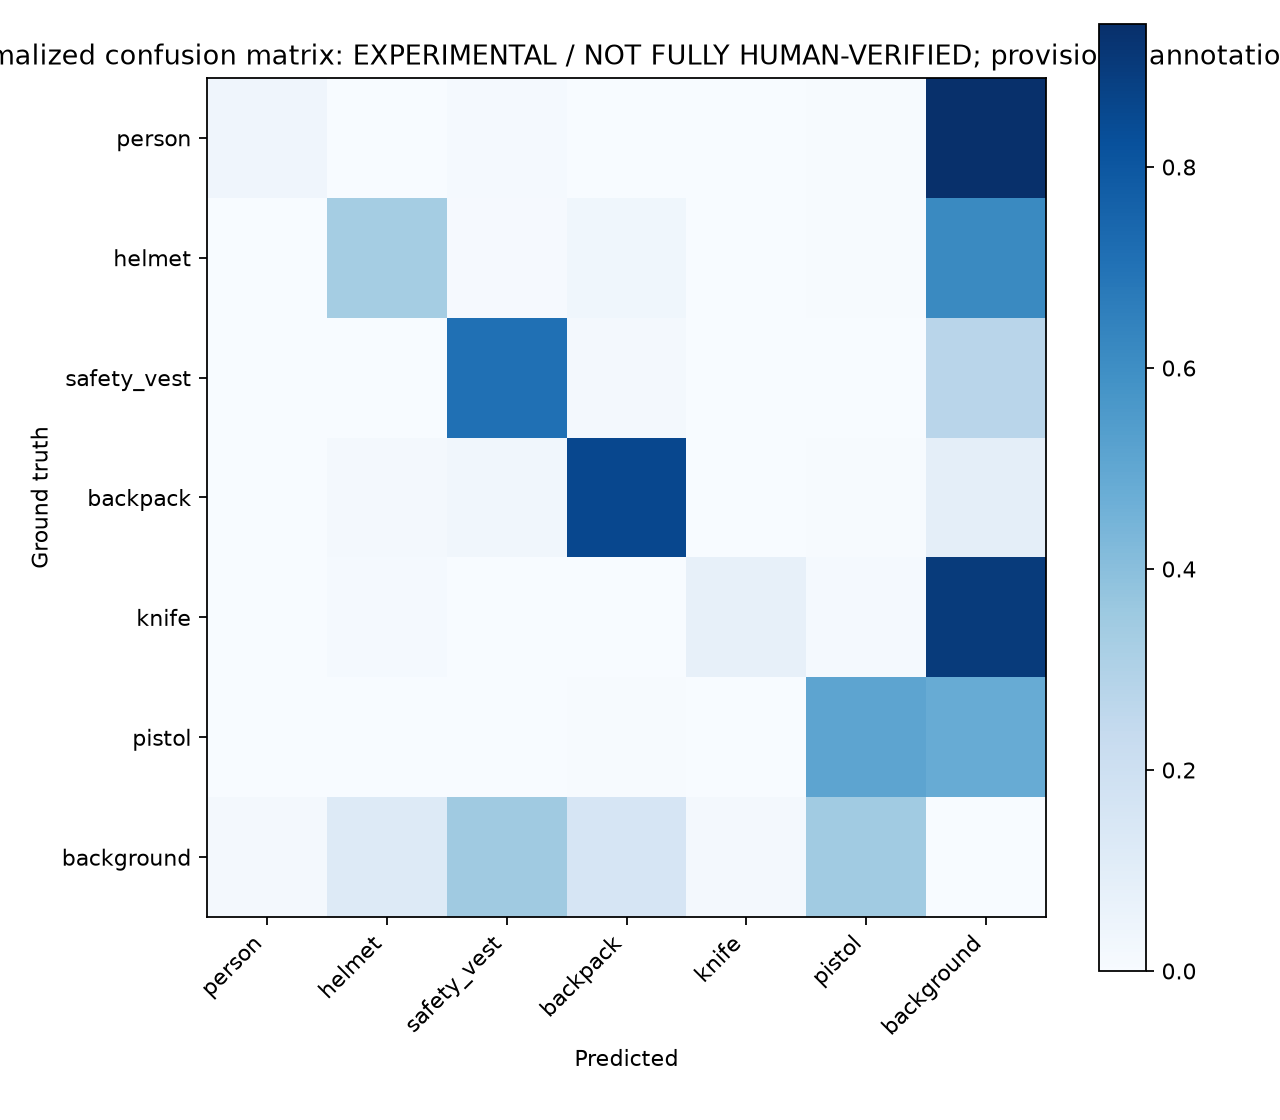 malized confusion matrix: EXPERIMENTAL / NOT FULLY HUMAN-VERIFIED; provisio annotatio
person
helmet
safety_vest
backpack
knife
pistol
background
Ground truth
person
helmet
safety_vest
backpack
knife
pistol
background
Predicted
0.8
0.6
0.4
0.2
0.0